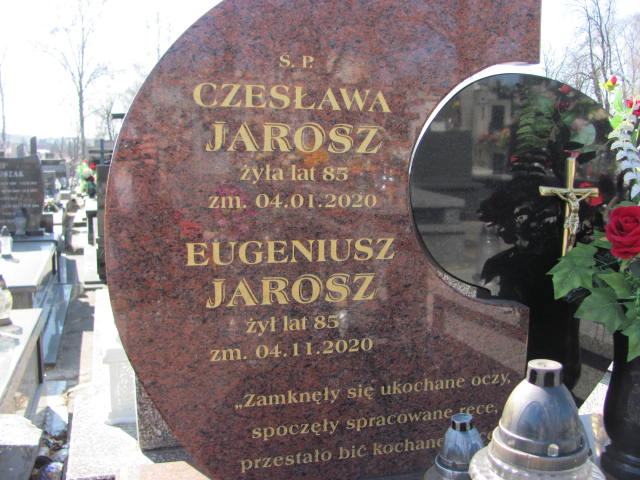 Ś. P.
CZESŁAWA
JAROSZ
żyła lat 85
zm. 04.01.2020
EUGENIUSZ
JAROSZ
żył lat 85
zm. 04.11.2020
„Zamknęły się ukochane oczy,
spoczęły spracowane ręce,
przestało być kochane